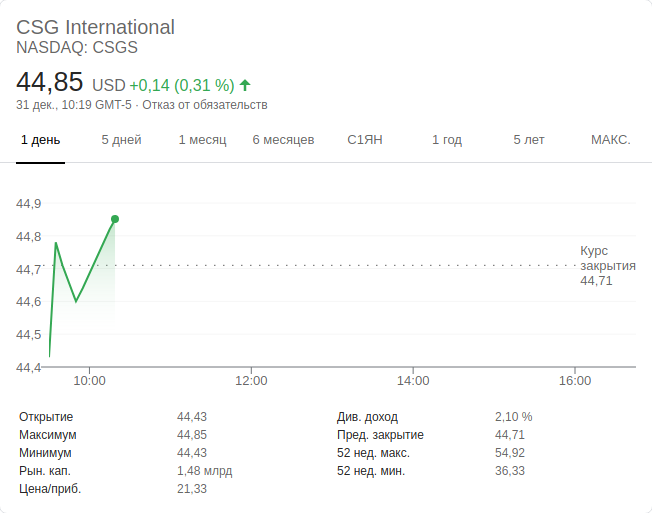 CSG International
NASDAQ: CSGS
44,85 USD +0,14 (0,31 %)
31 дек., 10:19 GMT-5 · Отказ от обязательств
1 день 5 дней 1 месяц 6 месяцев С1ЯН 1 год 5 лет МАКС.
44,9
44,8
44,7
44,6
44,5
44,4
Курс
закрытия
44,71
10:00 12:00 14:00 16:00
Открытие 44,43 Див. доход 2,10 %
Максимум 44,85 Пред. закрытие 44,71
Минимум 44,43 52 нед. макс. 54,92
Рын. кап. 1,48 млрд 52 нед. мин. 36,33
Цена/приб. 21,33